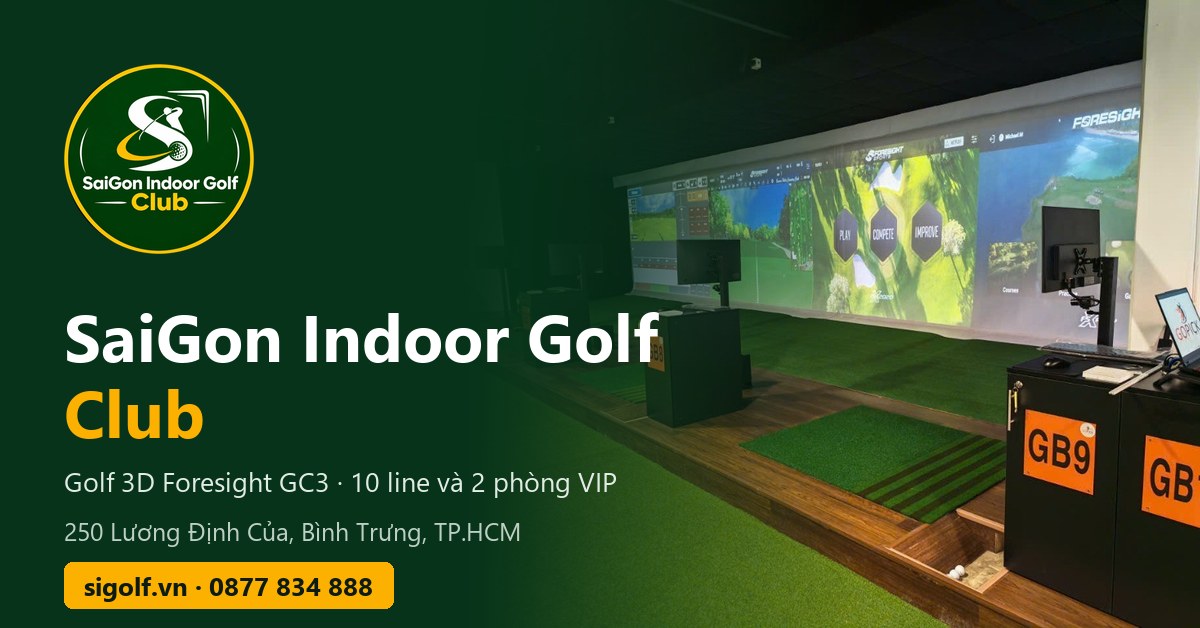 SaiGon Indoor Golf
Club
SaiGon Indoor Golf
Club
Golf 3D Foresight GC3 · 10 line và 2 phòng VIP
250 Lương Định Của, Bình Trưng, TP.HCM
sigolf.vn · 0877 834 888
FORESIGHT
PLAY
COMPETE
IMPROVE
Courses
GB9